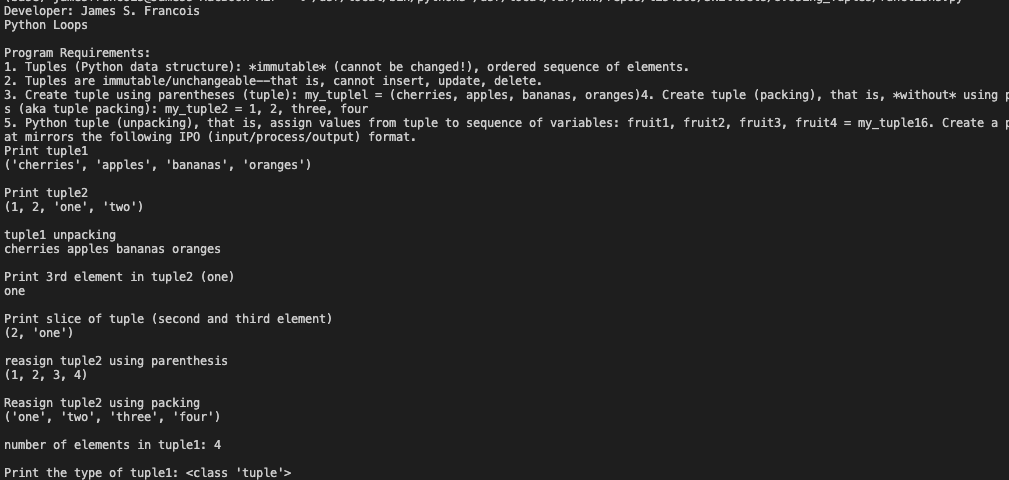 Developer: James S. Francois
Python Loops
Program Requirements:
1. Tuples (Python data structure): *immutable* (cannot be changed!), ordered sequence of elements.
2. Tuples are immutable/unchangeable——that is, cannot insert, update, delete.
3. Create tuple using parentheses (tuple): my_tuple1 = (cherries, apples, bananas, oranges)4. Create tuple (packing), that is, *without* using p
s (aka tuple packing): my_tuple2 = 1, 2, three, four
5. Python tuple (unpacking), that is, assign values from tuple to sequence of variables: fruit1, fruit2, fruit3, fruit4 = my_tuple16. Create a p
at mirrors the following IPO (input/process/output) format.
Print tuple1
('cherries', 'apples', 'bananas', 'oranges')
Print tuple2
(1, 2, 'one', 'two')
tuple1 unpacking
cherries apples bananas oranges
Print 3rd element in tuple2 (one)
one
Print slice of tuple (second and third element)
(2, 'one')
reasign tuple2 using parenthesis
(1, 2, 3, 4)
Reasign tuple2 using packing
('one', 'two', 'three', 'four')
number of elements in tuple1: 4
Print the type of tuple1: <class 'tuple'>